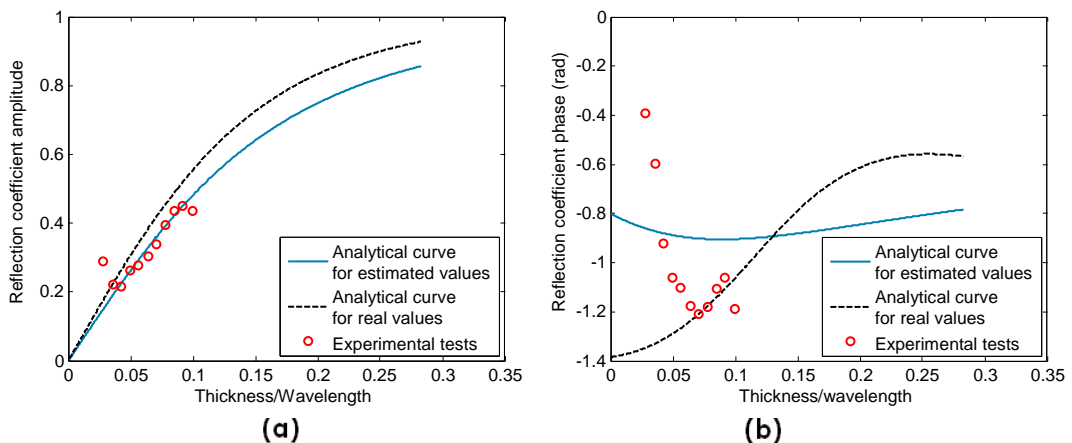 Reflection coefficient amplitude
1
0.8
0.6
0.4
0.2
0
0
0.05
0.1
0.15
0.2
0.25
0.3
0.35
Thickness/Wavelength
Analytical curve
for estimated values
Analytical curve
for real values
Experimental tests
(a)
Reflection coefficient phase (rad)
-0
-0.2
-0.4
-0.6
-0.8
-1
-1.2
-1.4
0
0.05
0.1
0.15
0.2
0.25
0.3
0.35
Thickness/wavelength
Analytical curve
for estimated values
Analytical curve
for real values
Experimental tests
(b)